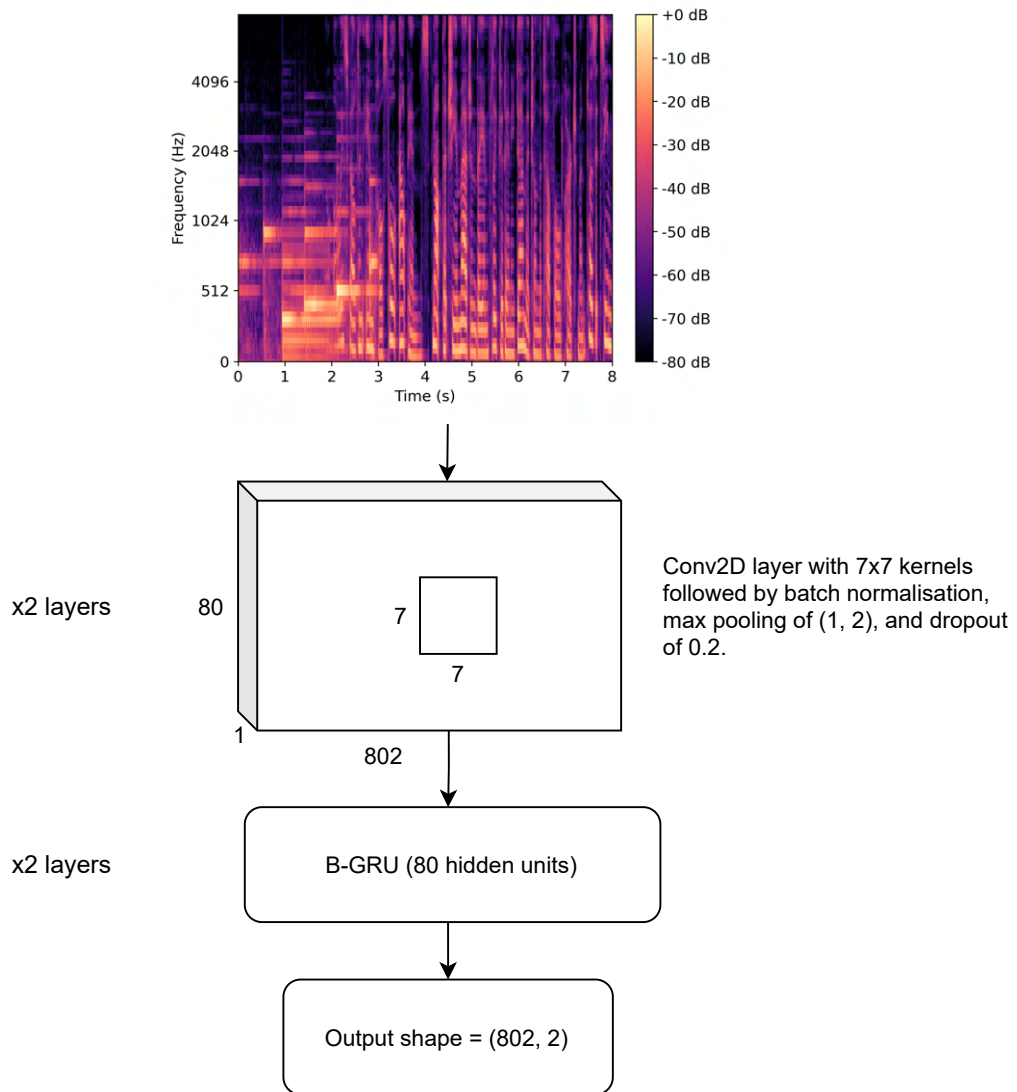 +0 dB
-10 dB
4096
-20 dB
2048
-30 dB
Frequency (Hz)
-40 dB
1024
-50 dB
-60 dB
512
-70 dB
0
-80 dB
0 1 2 3 4 5 6 7 8
Time (s)
Conv2D layer with 7x7 kernels
followed by batch normalisation,
max pooling of (1, 2), and dropout
of 0.2.
x2 layers
80
7
7
1
802
x2 layers
B-GRU (80 hidden units)
Output shape = (802, 2)